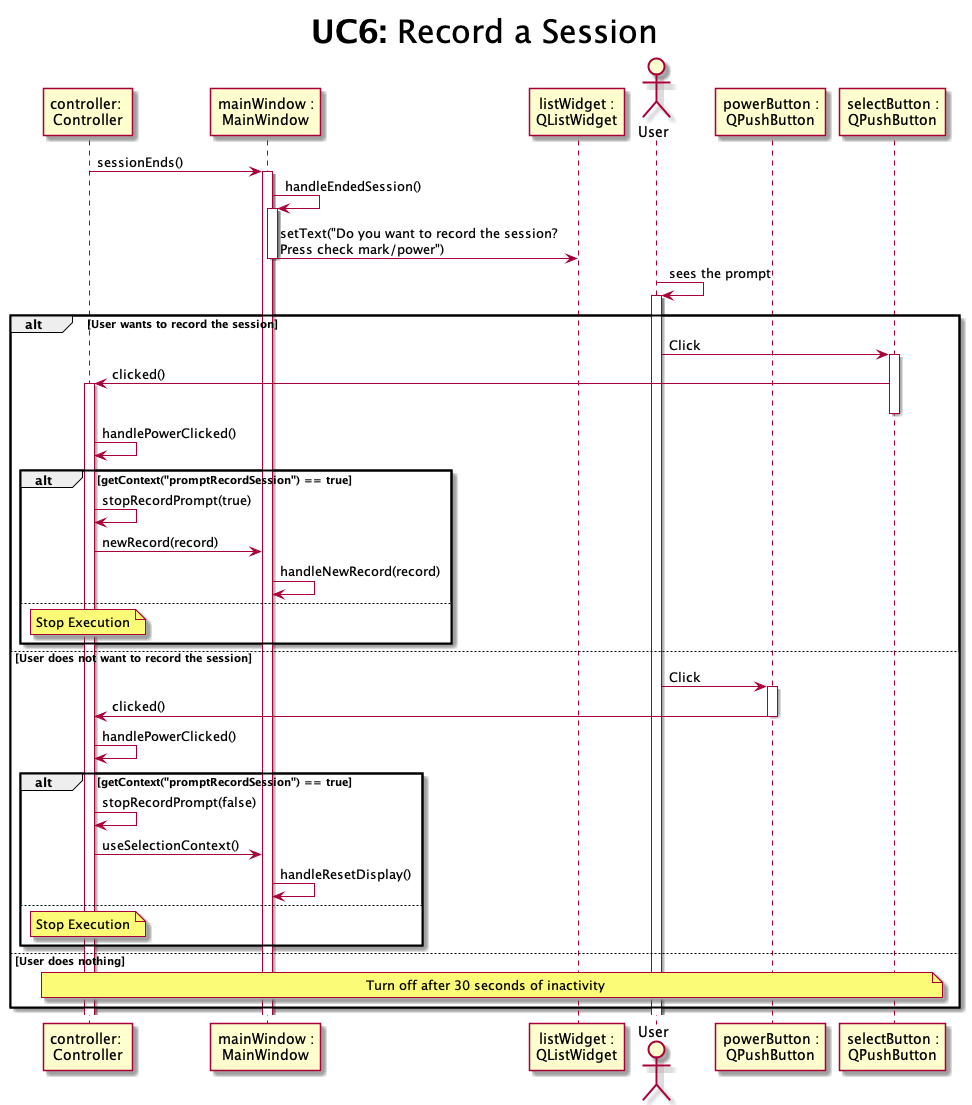 UC6: Record a Session
controller:
Controller
mainWindow :
MainWindow
listWidget :
QListWidget
User
powerButton :
QPushButton
selectButton :
QPushButton
sessionEnds()
handleEndedSession()
setText("Do you want to record the session?
Press check mark/power")
sees the prompt
alt
[User wants to record the session]
Click
clicked()
handlePowerClicked()
alt
[getContext("promptRecordSession") == true]
stopRecordPrompt(true)
newRecord(record)
handleNewRecord(record)
Stop Execution
[User does not want to record the session]
Click
clicked()
handlePowerClicked()
alt
[getContext("promptRecordSession") == true]
stopRecordPrompt(false)
useSelectionContext()
handleResetDisplay()
Stop Execution
[User does nothing]
Turn off after 30 seconds of inactivity
controller:
Controller
mainWindow :
MainWindow
listWidget :
QListWidget
User
powerButton :
QPushButton
selectButton :
QPushButton